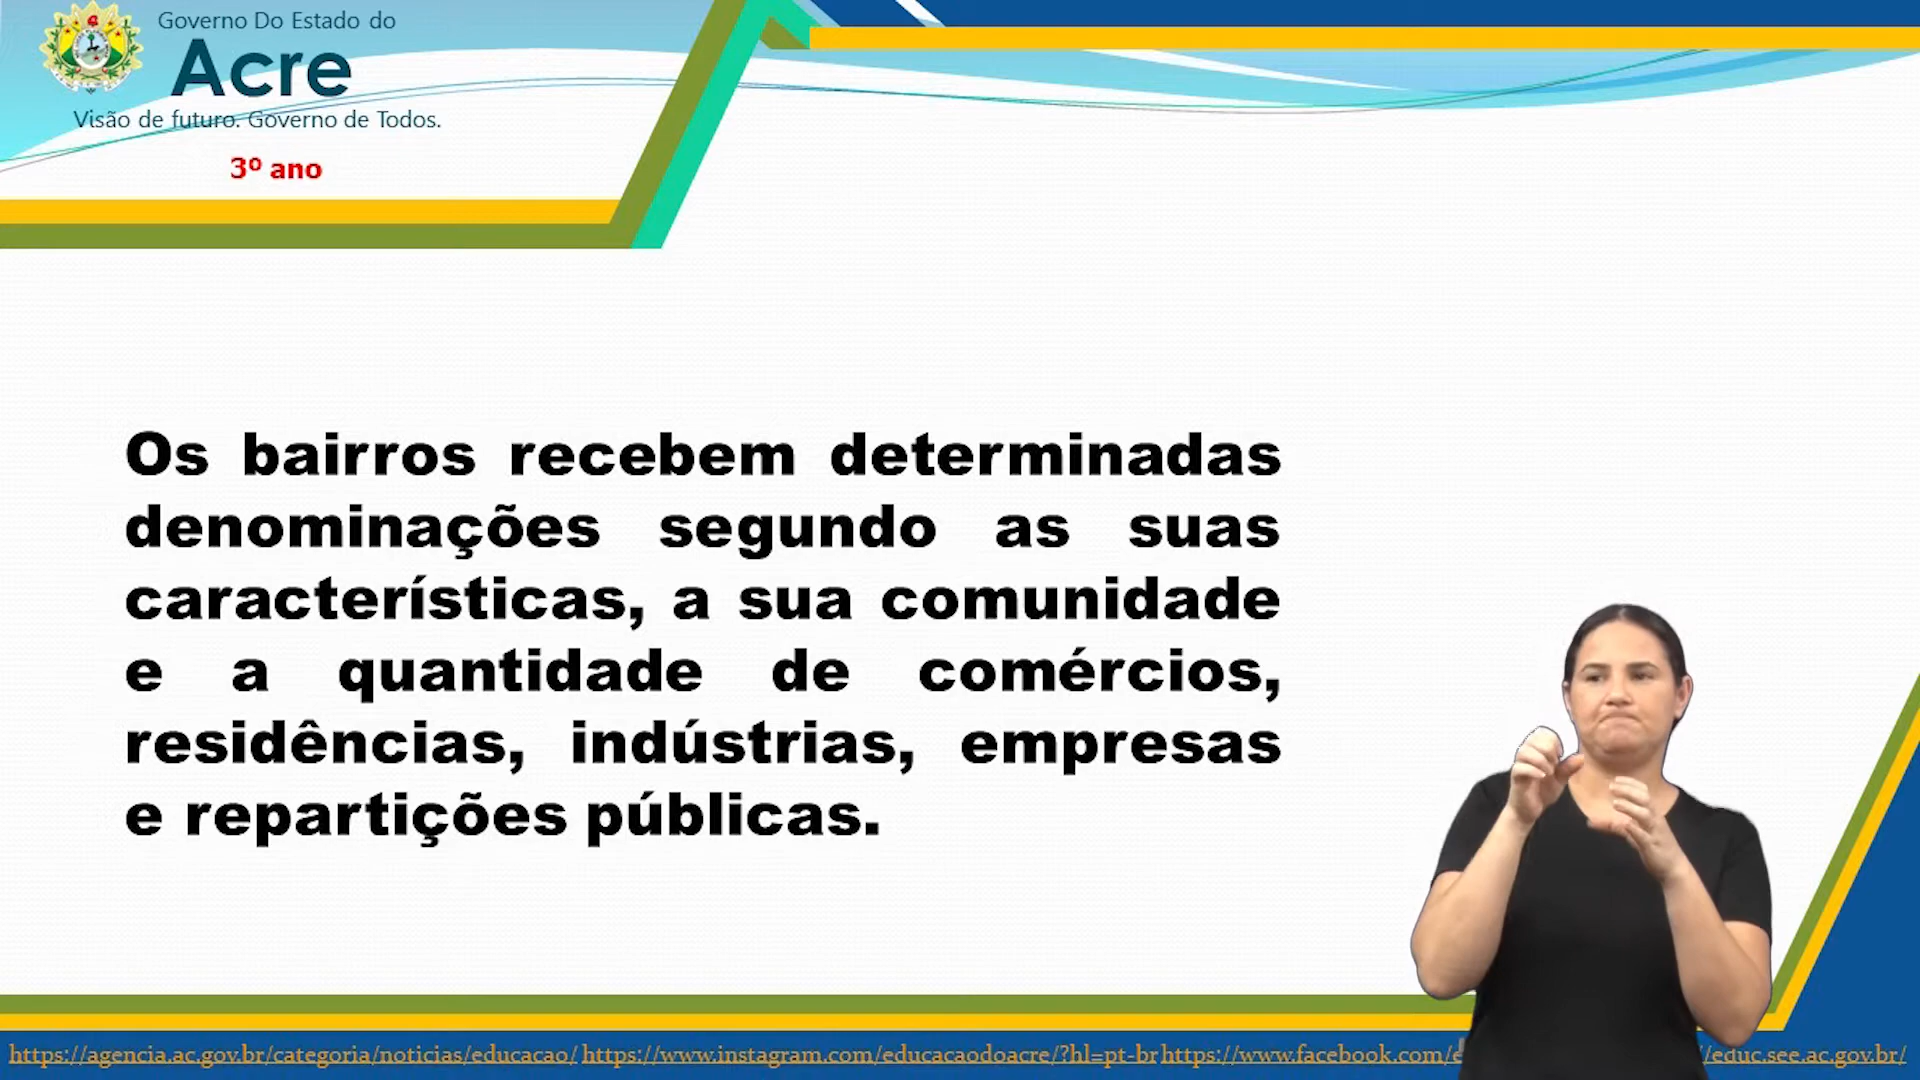 Governo Do Estado do
Acre
Visão de futuro. Governo de Todos.
3º ano
Os bairros recebem determinadas
denominações segundo as suas
características, a sua comunidade
e a quantidade de comércios,
residências, indústrias, empresas
e repartições públicas.
https://agencia.ac.gov.br/categoria/noticias/educacao/ https://www.instagram.com/educacaodoacre/?hl=pt-br https://www.facebook.com/e /educ.see.ac.gov.br/